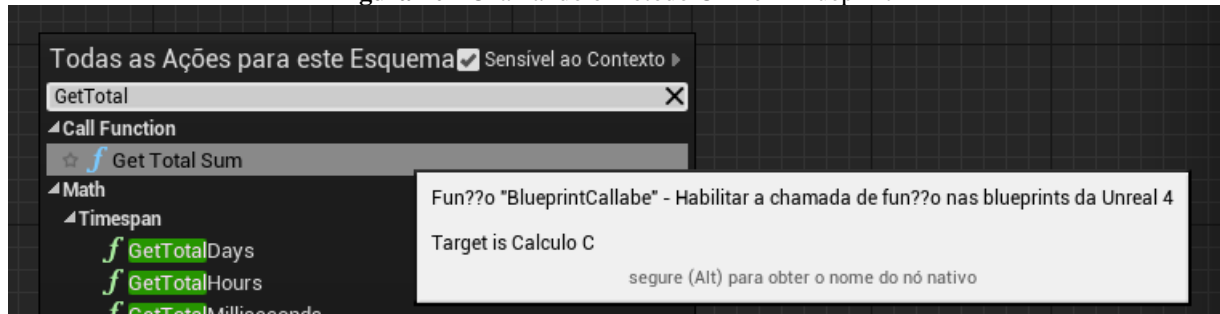 Todas as Ações para este Esquema Sensível ao Contexto
GetTotal
Call Function
f Get Total Sum
Math
Timespan
f GetTotalDays
f GetTotalHours
f GetTotalMilliseconds
Fun??o "BlueprintCallabe" - Habilitar a chamada de fun??o nas blueprints da Unreal 4
Target is Calculo C
segure (Alt) para obter o nome do nó nativo